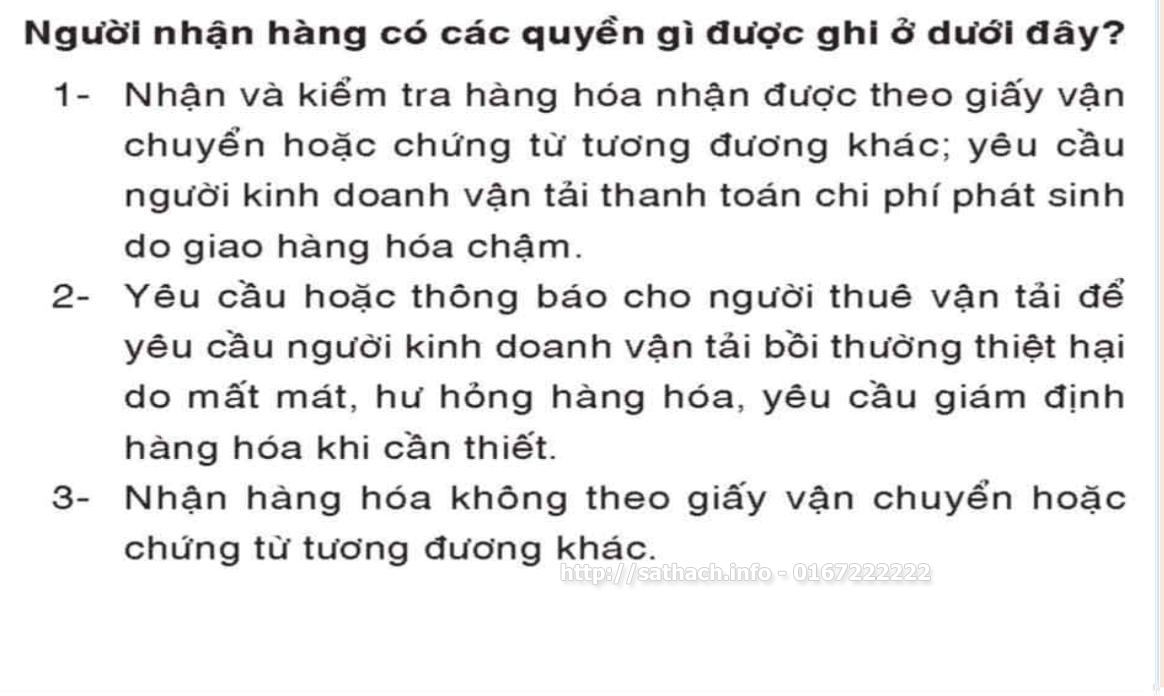 Người nhận hàng có các quyền gì được ghi ở dưới đây?
1- Nhận và kiểm tra hàng hóa nhận được theo giấy vận
chuyển hoặc chứng từ tương đương khác; yêu cầu
người kinh doanh vận tải thanh toán chi phí phát sinh
do giao hàng hóa chậm.
2- Yêu cầu hoặc thông báo cho người thuê vận tải để
yêu cầu người kinh doanh vận tải bồi thường thiệt hại
do mất mát, hư hỏng hàng hóa, yêu cầu giám định
hàng hóa khi cần thiết.
3- Nhận hàng hóa không theo giấy vận chuyển hoặc
chứng từ tương đương khác.
http://sathach.info - 0167222222